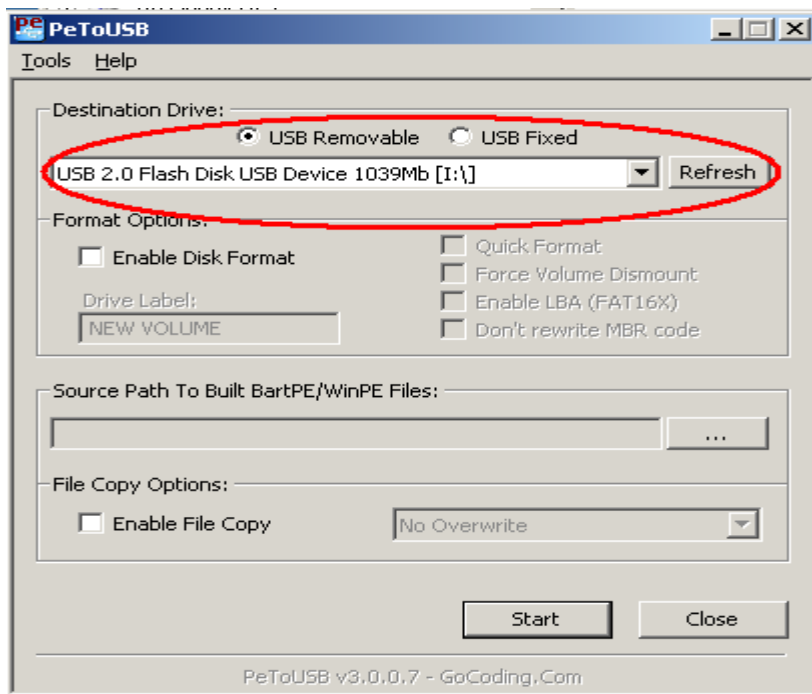 PeToUSB
Tools Help
Destination Drive:
USB Removable USB Fixed
USB 2.0 Flash Disk USB Device 1039Mb [I:\] Refresh
Format Options:
Enable Disk Format
Quick Format
Force Volume Dismount
Drive Label:
Enable LBA (FAT16X)
NEW VOLUME
Don't rewrite MBR code
Source Path To Built BartPE/WinPE Files:
...
File Copy Options:
Enable File Copy No Overwrite
Start Close
PeToUSB v3.0.0.7 - GoCoding.Com